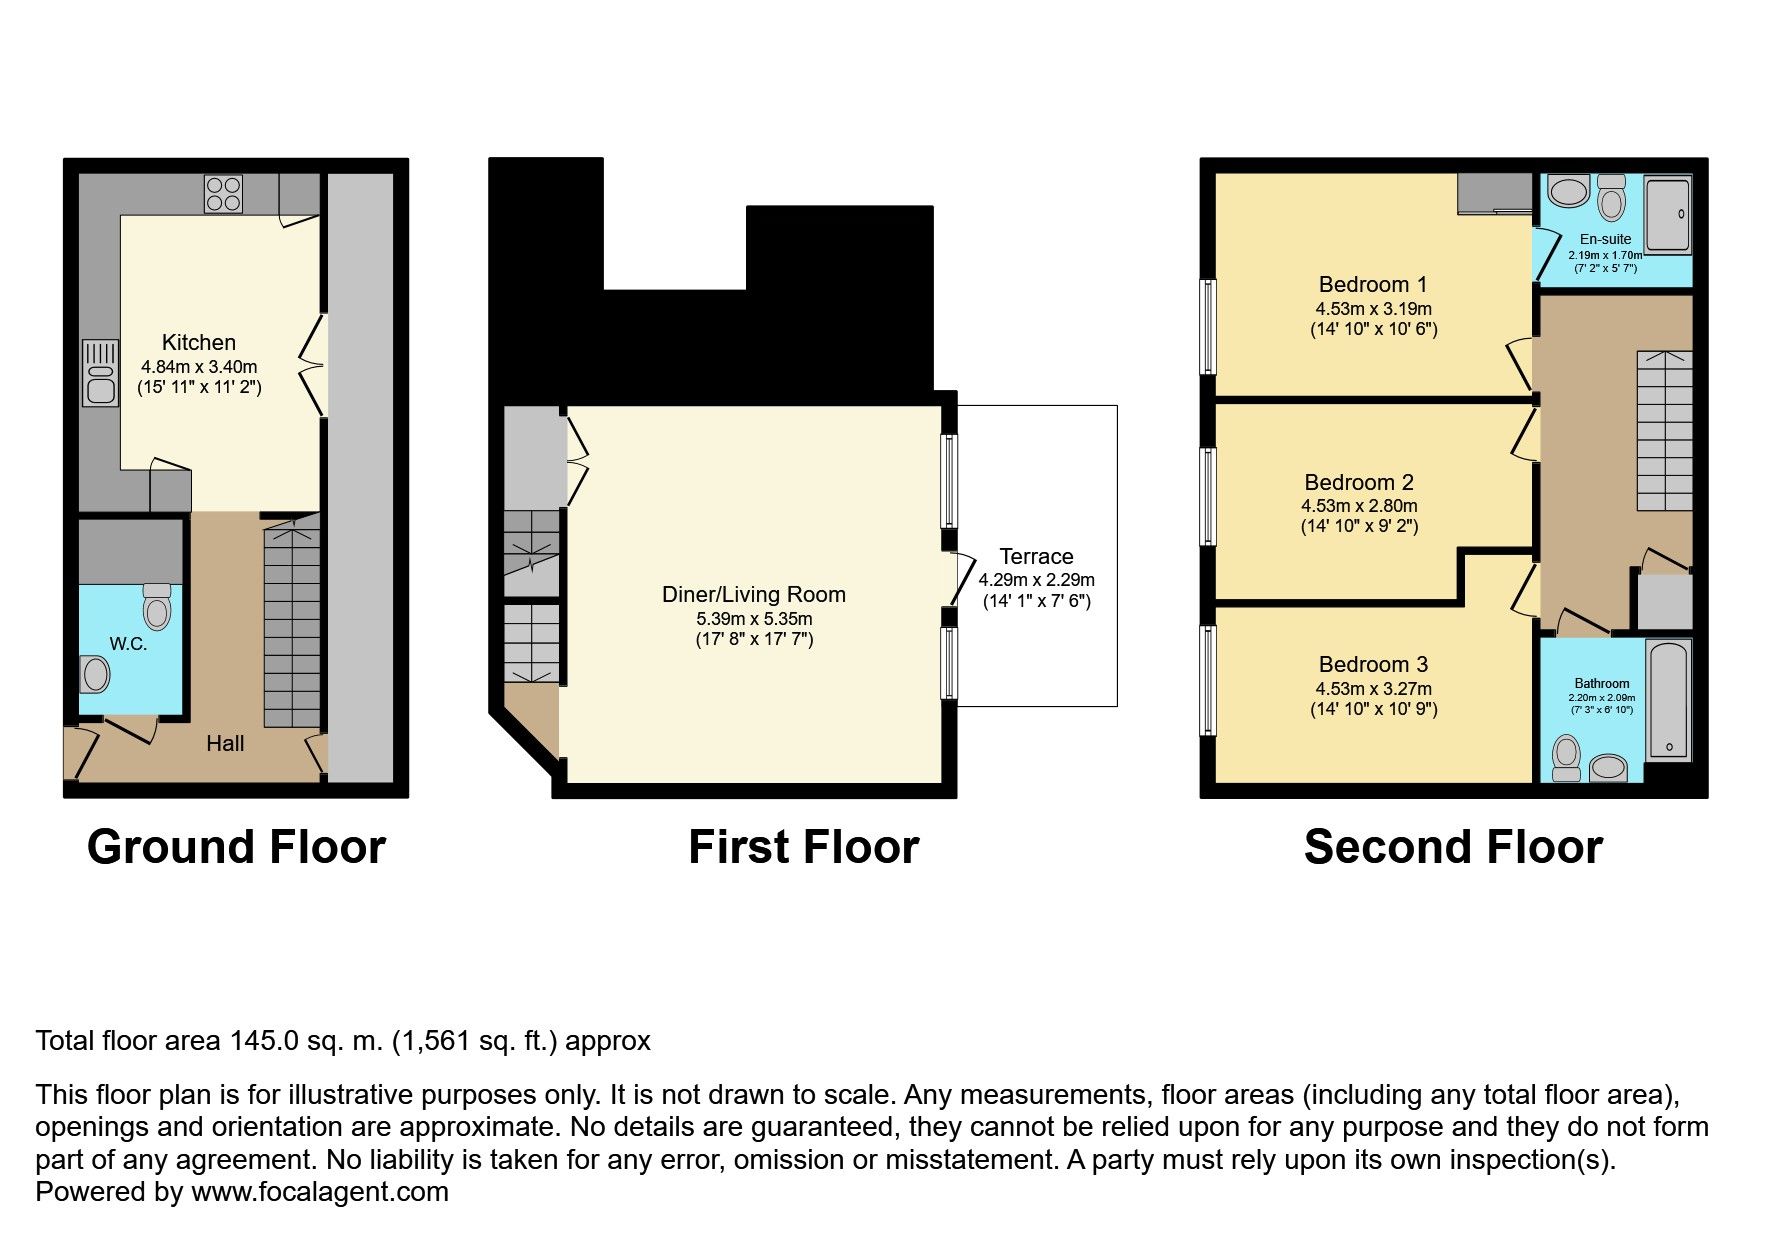 Kitchen
4.84m x 3.40m
(15' 11" x 11' 2")
W.C.
Hall
Ground Floor
Diner/Living Room
5.39m x 5.35m
(17' 8" x 17' 7")
Terrace
4.29m x 2.29m
(14' 1" x 7' 6")
First Floor
Bedroom 1
4.53m x 3.19m
(14' 10" x 10' 6")
En-suite
2.19m x 1.70m
(7' 2" x 5' 7")
Bedroom 2
4.53m x 2.80m
(14' 10" x 9' 2")
Bedroom 3
4.53m x 3.27m
(14' 10" x 10' 9")
Bathroom
2.20m x 2.09m
(7' 3" x 6' 10")
Second Floor
Total floor area 145.0 sq. m. (1,561 sq. ft.) approx
This floor plan is for illustrative purposes only. It is not drawn to scale. Any measurements, floor areas (including any total floor area),
openings and orientation are approximate. No details are guaranteed, they cannot be relied upon for any purpose and they do not form
part of any agreement. No liability is taken for any error, omission or misstatement. A party must rely upon its own inspection(s).
Powered by www.focalagent.com